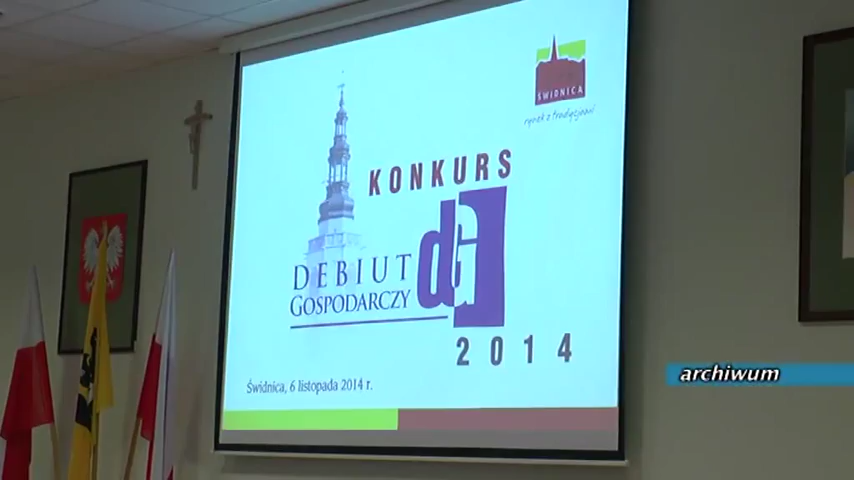 ŚWIDNICA
rynek z tradycjami
KONKURS
dG
DEBIUT
GOSPODARCZY
2014
Świdnica, 6 listopada 2014 r.
archiwum